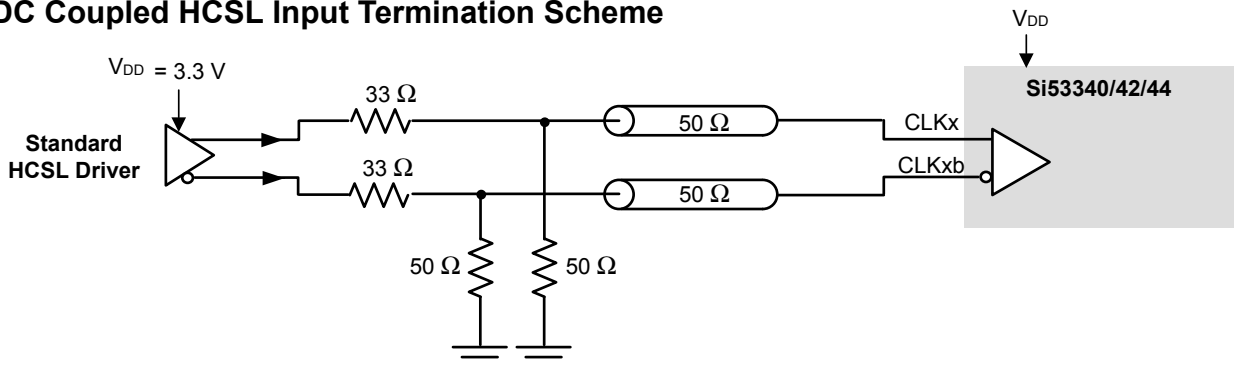 DC Coupled HCSL Input Termination Scheme
VDD
VDD = 3.3 V
Si53340/42/44
33 Ω
Standard
HCSL Driver
50 Ω
CLKx
33 Ω
CLKxb
50 Ω
50 Ω
50 Ω